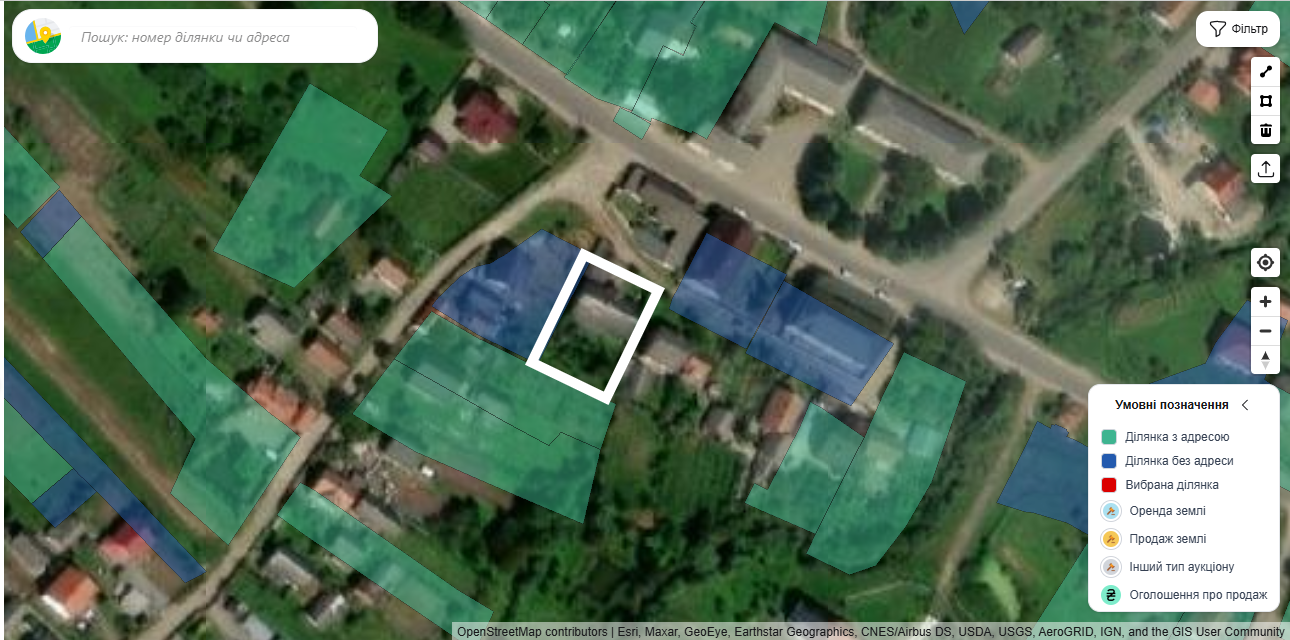 Пошук: номер ділянки чи адреса
Фільтр
Умовні позначення
Ділянка з адресою
Ділянка без адреси
Вибрана ділянка
Оренда землі
Продаж землі
Інший тип аукціону
₴ Оголошення про продаж
OpenStreetMap contributors | Esri, Maxar, GeoEye, Earthstar Geographics, CNES/Airbus DS, USDA, USGS, AeroGRID, IGN, and the GIS User Community